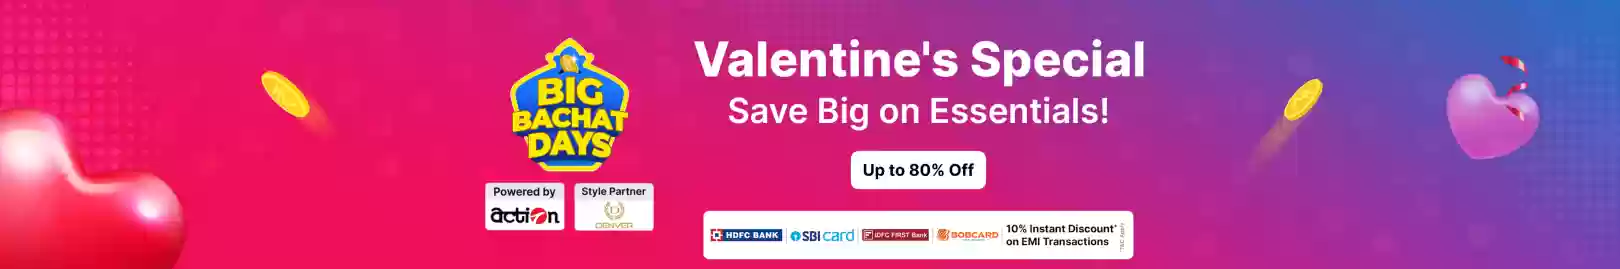 BIG
BACHAT
DAYS
Powered by
action
Style Partner
DENVER
Valentine's Special
Save Big on Essentials!
Up to 80% Off
HDFC BANK
SBI card
IDFC FIRST Bank
BOBCARD
10% Instant Discount*
on EMI Transactions
*T&C Apply